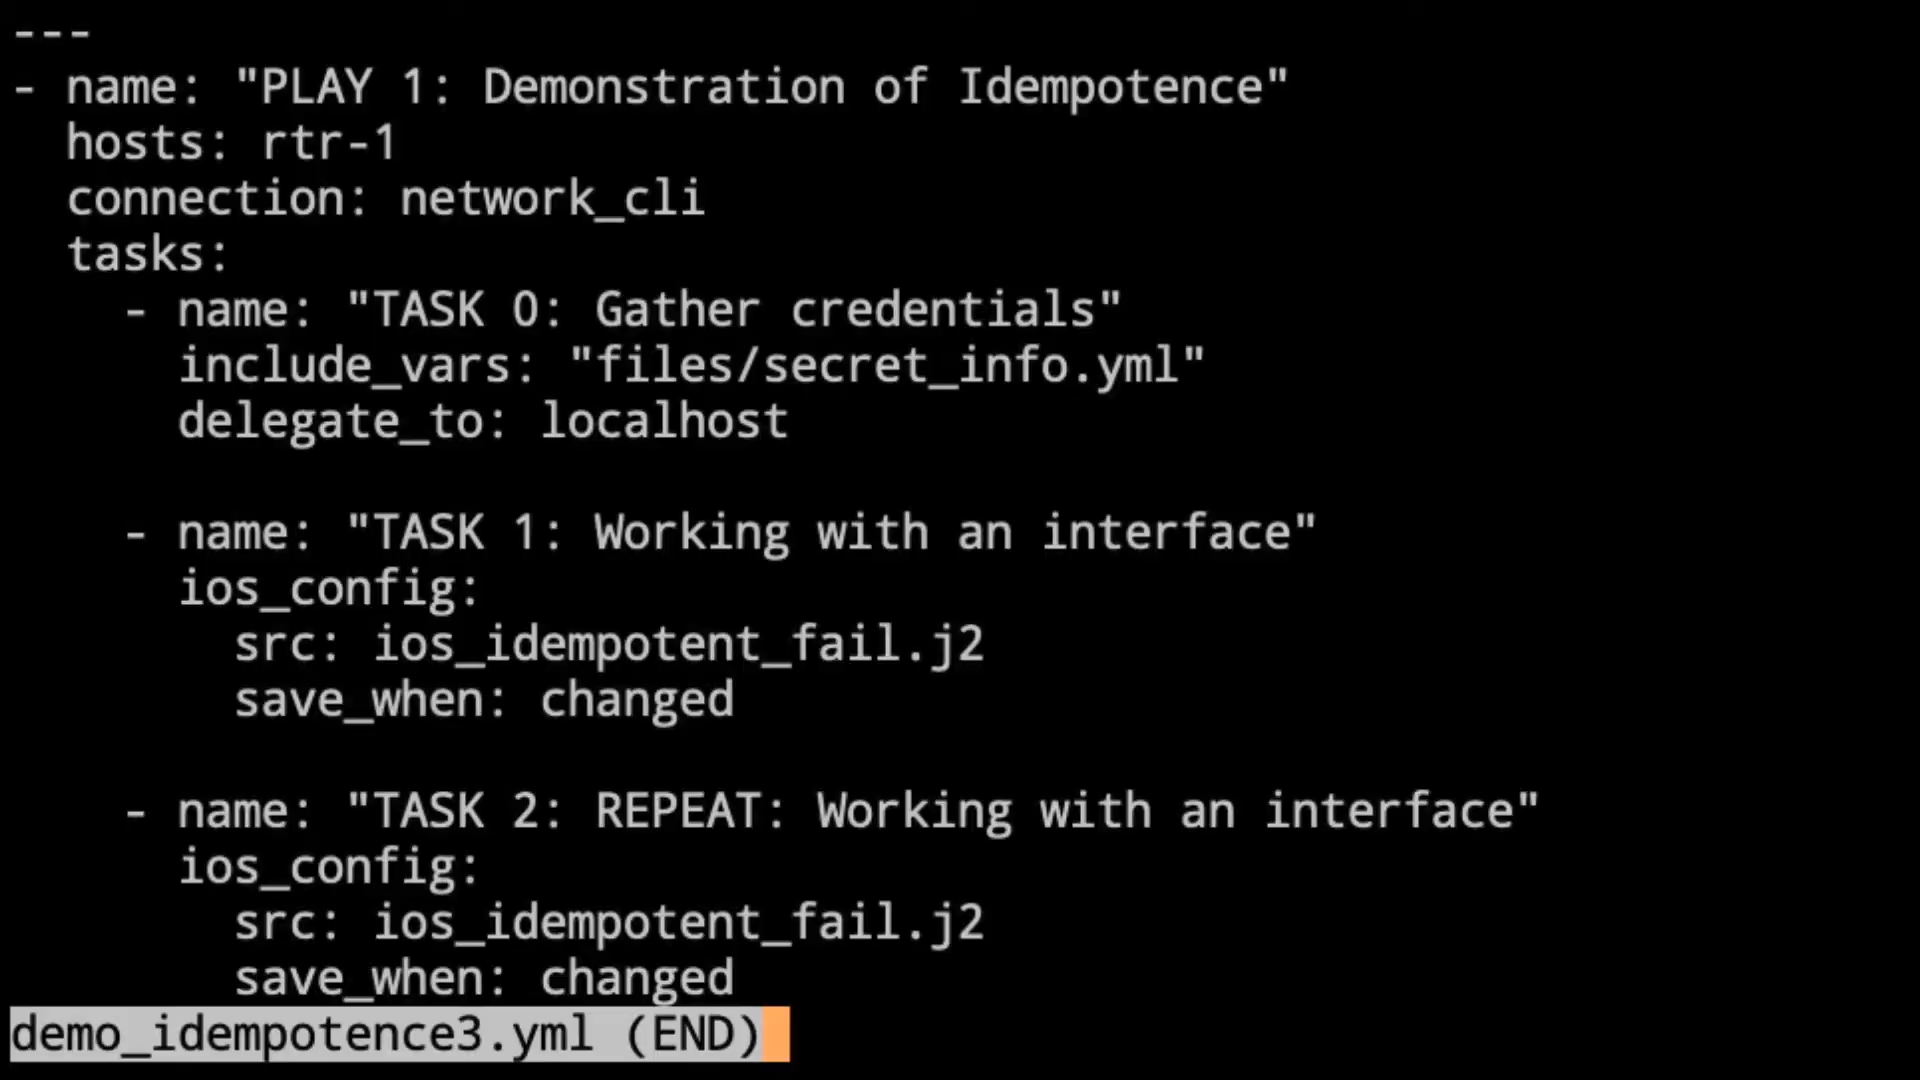 ---
- name: "PLAY 1: Demonstration of Idempotence"
  hosts: rtr-1
  connection: network_cli
  tasks:
    - name: "TASK 0: Gather credentials"
      include_vars: "files/secret_info.yml"
      delegate_to: localhost

    - name: "TASK 1: Working with an interface"
      ios_config:
        src: ios_idempotent_fail.j2
        save_when: changed

    - name: "TASK 2: REPEAT: Working with an interface"
      ios_config:
        src: ios_idempotent_fail.j2
        save_when: changed
demo_idempotence3.yml (END)